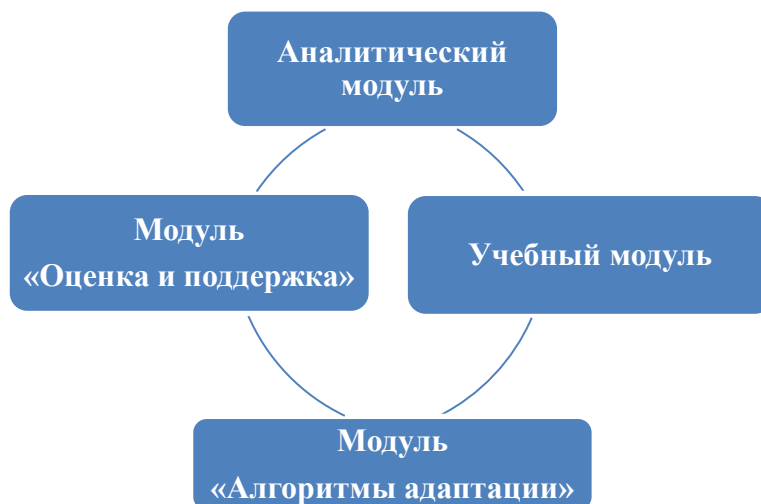 Аналитический
модуль
Модуль
«Оценка и поддержка»
Учебный модуль
Модуль
«Алгоритмы адаптации»